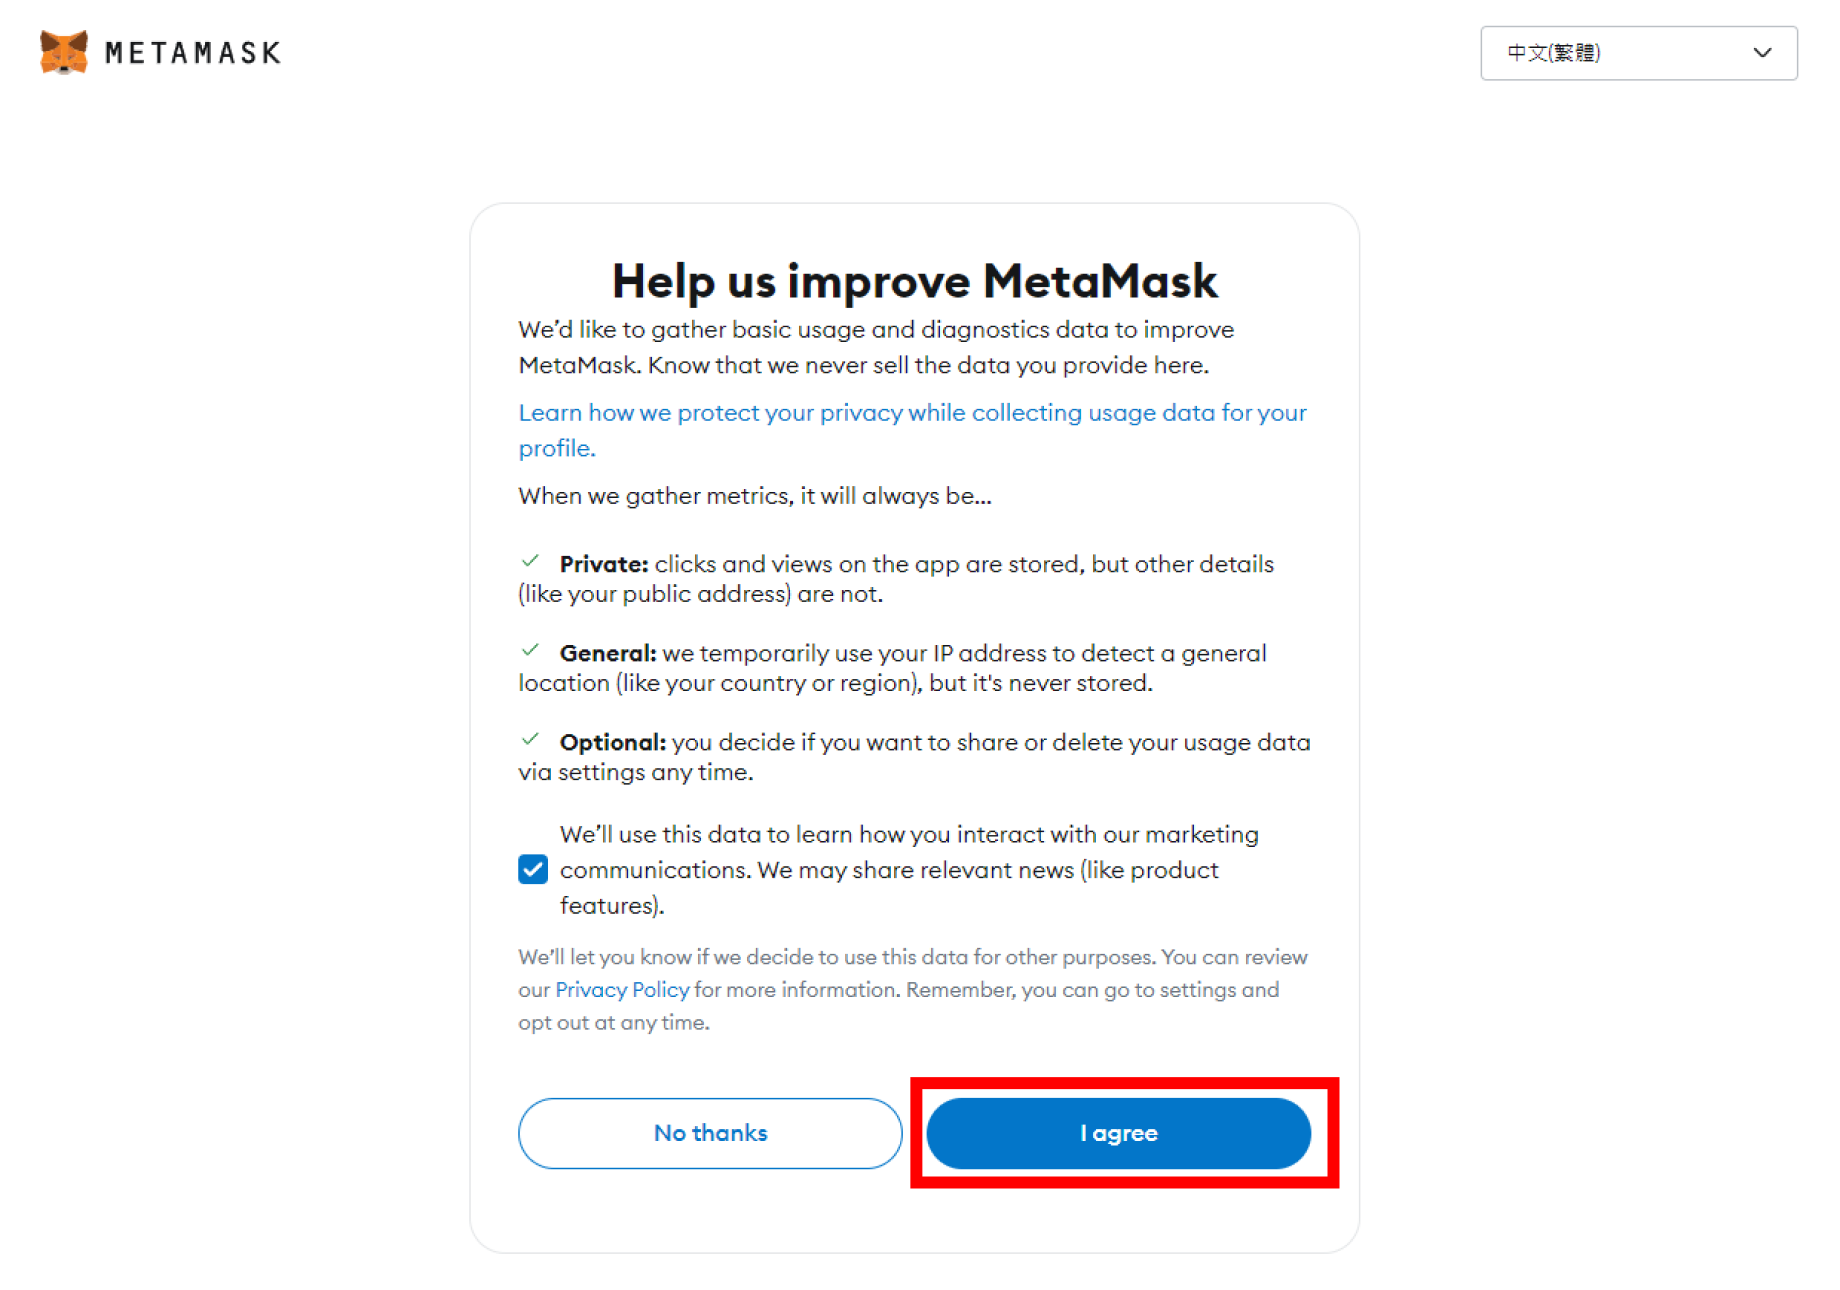 METAMASK
中文(繁體)
Help us improve MetaMask
We’d like to gather basic usage and diagnostics data to improve
MetaMask. Know that we never sell the data you provide here.
Learn how we protect your privacy while collecting usage data for your
profile.
When we gather metrics, it will always be...
Private: clicks and views on the app are stored, but other details
(like your public address) are not.
General: we temporarily use your IP address to detect a general
location (like your country or region), but it's never stored.
Optional: you decide if you want to share or delete your usage data
via settings any time.
We’ll use this data to learn how you interact with our marketing
communications. We may share relevant news (like product
features).
We’ll let you know if we decide to use this data for other purposes. You can review
our Privacy Policy for more information. Remember, you can go to settings and
opt out at any time.
No thanks
I agree